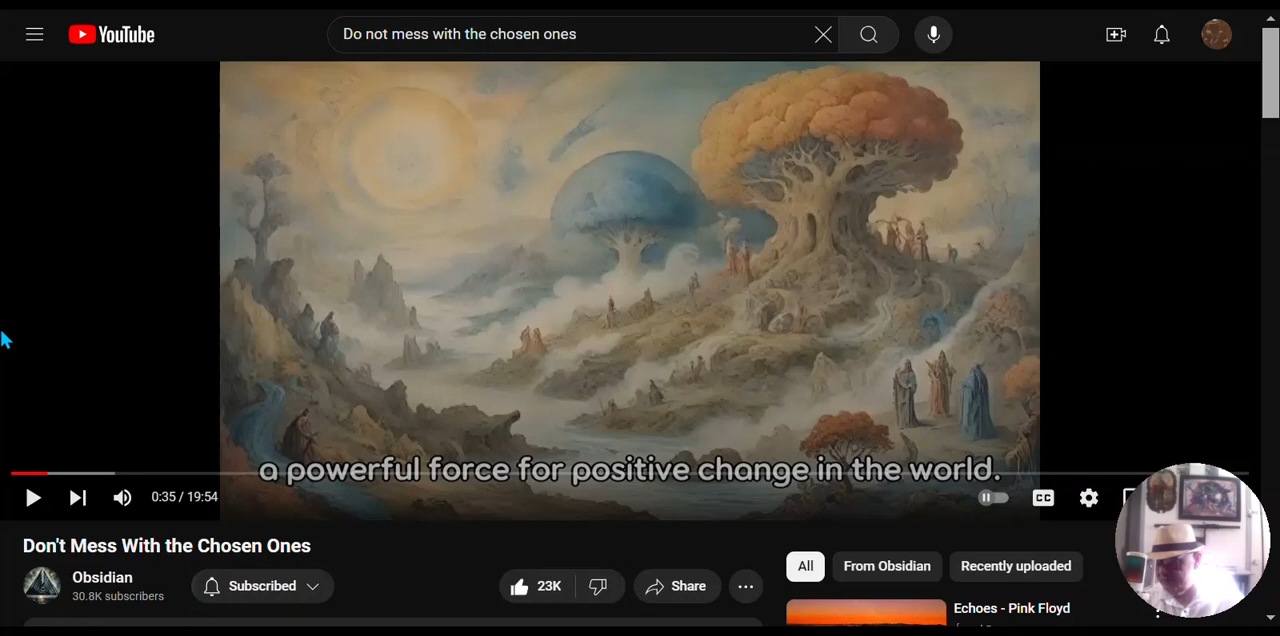 YouTube
Do not mess with the chosen ones
a powerful force for positive change in the world.
0:35 / 19:54
CC
Don't Mess With the Chosen Ones
Obsidian
30.8K subscribers
Subscribed
23K
Share
All
From Obsidian
Recently uploaded
Echoes - Pink Floyd